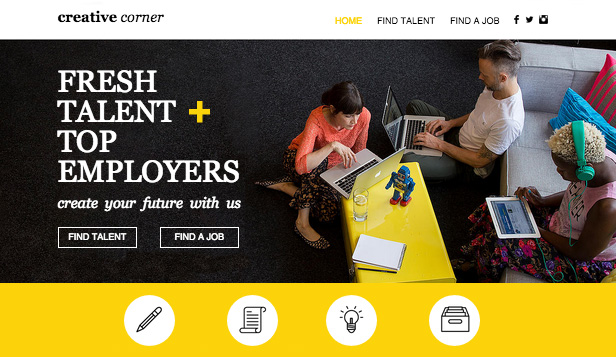 creative corner
HOME FIND TALENT FIND A JOB
FRESH
TALENT +
TOP
EMPLOYERS
create your future with us
FIND TALENT FIND A JOB